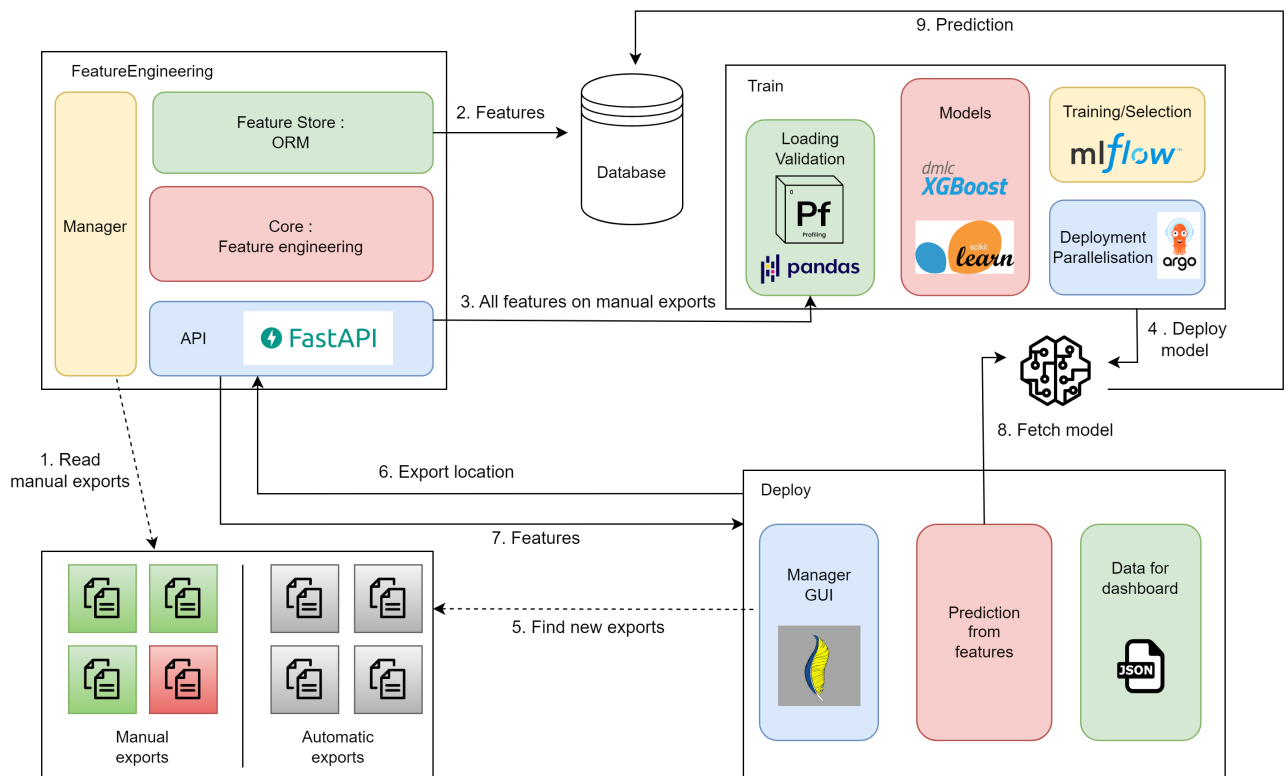 9. Prediction
FeatureEngineering
Manager
Feature Store :
ORM
Core :
Feature engineering
API
FastAPI
2. Features
Database
Train
Loading
Validation
Pf
Profiling
pandas
Models
dmlc
XGBoost
scikit
learn
Training/Selection
mlflow™
Deployment
Parallelisation
argo
3. All features on manual exports
4 . Deploy
model
8. Fetch model
1. Read
manual exports
6. Export location
7. Features
5. Find new exports
Manual
exports
Automatic
exports
Deploy
Manager
GUI
Prediction
from
features
Data for
dashboard
JSON